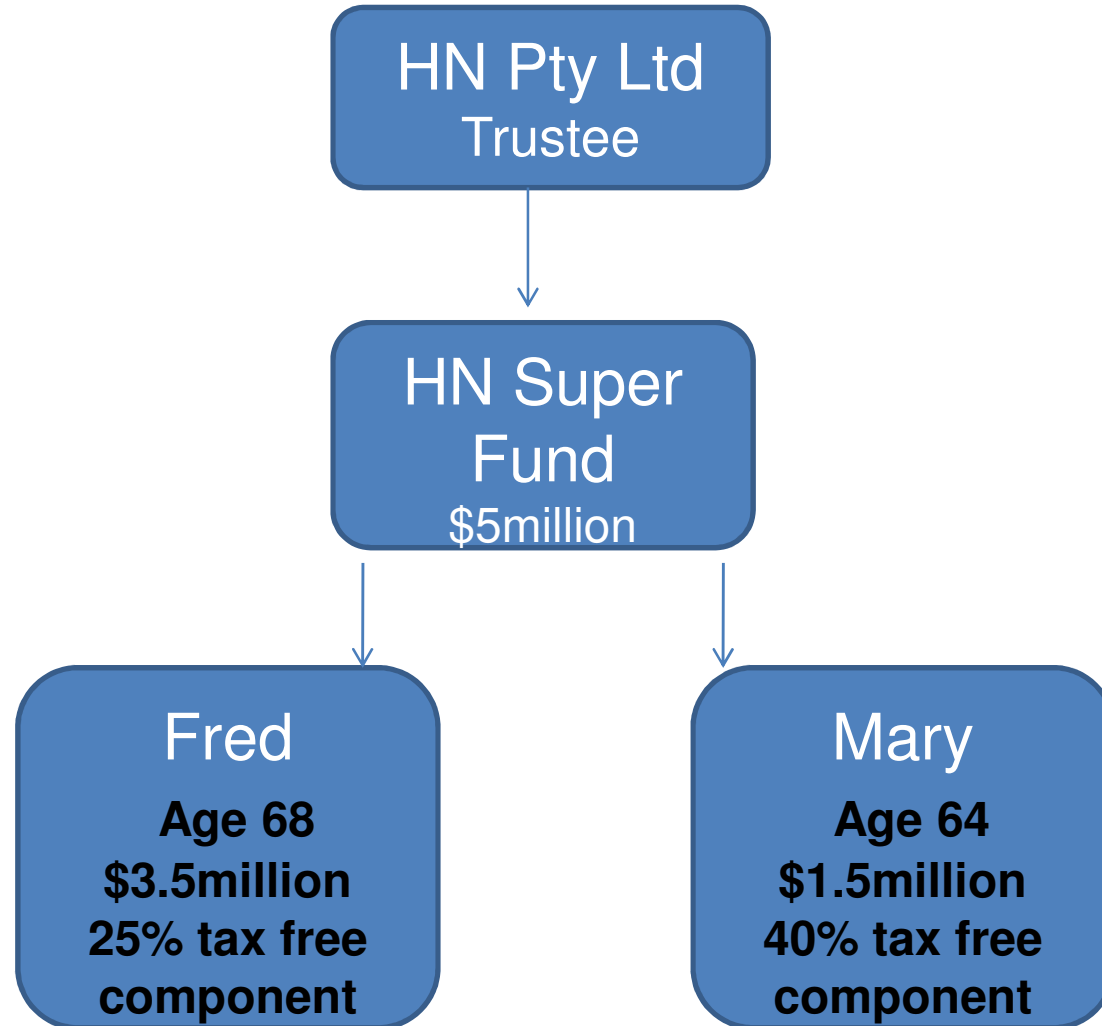 HN Pty Ltd
Trustee
HN Super
Fund
$5million
Fred
Age 68
$3.5million
25% tax free
component
Mary
Age 64
$1.5million
40% tax free
component